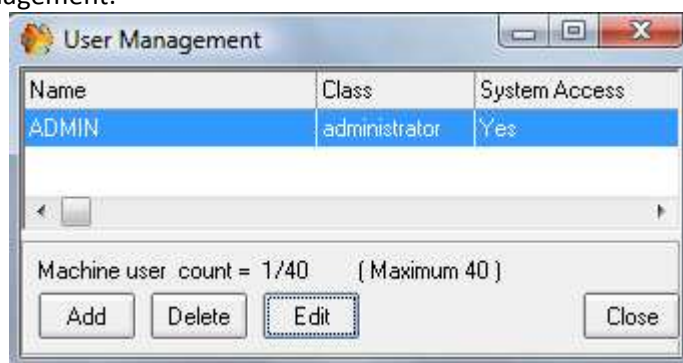 agement.
User Management
Name Class System Access
ADMIN administrator Yes
Machine user count = 1/40 ( Maximum 40 )
Add Delete Edit Close